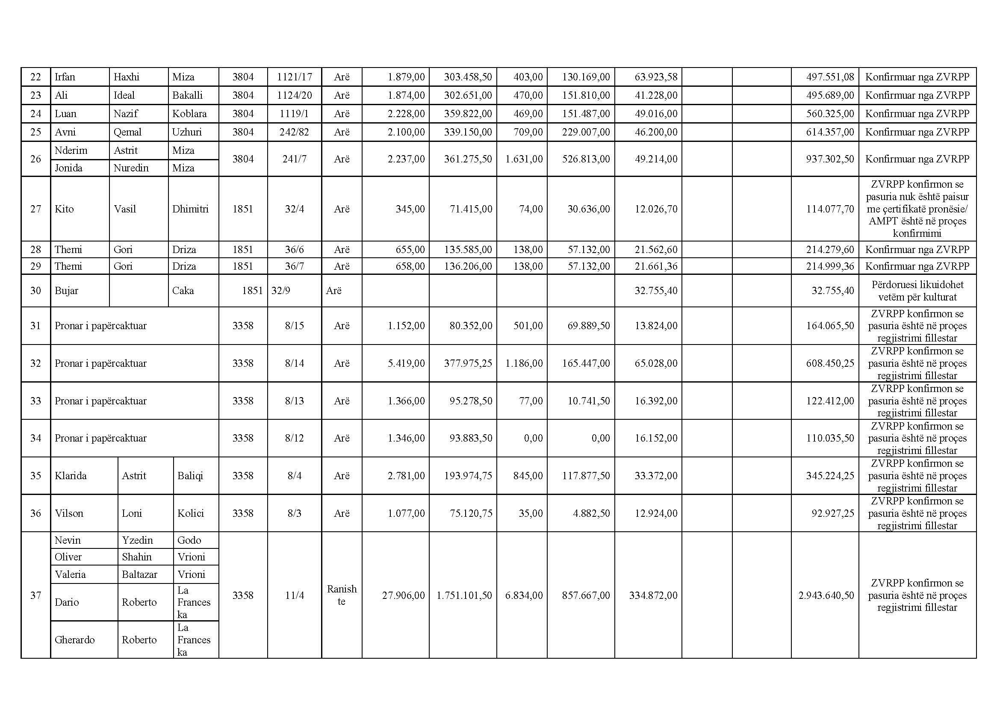 22 Irfan Haxhi Miza 3804 1121/17 Arë 1.879,00 303.458,50 403,00 130.169,00 63.923,58 497.551,08 Konfirmuar nga ZVRPP
23 Ali Ideal Bakalli 3804 1124/20 Arë 1.874,00 302.651,00 470,00 151.810,00 41.228,00 495.689,00 Konfirmuar nga ZVRPP
24 Luan Nazif Koblara 3804 1119/1 Arë 2.228,00 359.822,00 469,00 151.487,00 49.016,00 560.325,00 Konfirmuar nga ZVRPP
25 Avni Qemal Uzhuri 3804 242/82 Arë 2.100,00 339.150,00 709,00 229.007,00 46.200,00 614.357,00 Konfirmuar nga ZVRPP
Nderim Astrit Miza
26 3804 241/7 Arë 2.237,00 361.275,50 1.631,00 526.813,00 49.214,00 937.302,50 Konfirmuar nga ZVRPP
Jonida Nuredin Miza
ZVRPP konfirmon se
pasuria nuk është paisur
27 Kito Vasil Dhimitri 1851 32/4 Arë 345,00 71.415,00 74,00 30.636,00 12.026,70 114.077,70 me çertifikatë pronësie/
AMPT është në proçes
konfirmimi
28 Themi Gori Driza 1851 36/6 Arë 655,00 135.585,00 138,00 57.132,00 21.562,60 214.279,60 Konfirmuar nga ZVRPP
29 Themi Gori Driza 1851 36/7 Arë 658,00 136.206,00 138,00 57.132,00 21.661,36 214.999,36 Konfirmuar nga ZVRPP
30 Bujar Caka 1851 32/9 Arë 32.755,40 32.755,40 Përdoruesi likuidohet
vetëm për kulturat
ZVRPP konfirmon se
31 Pronar i papërcaktuar 3358 8/15 Arë 1.152,00 80.352,00 501,00 69.889,50 13.824,00 164.065,50 pasuria është në proçes
regjistrimi fillestar
ZVRPP konfirmon se
32 Pronar i papërcaktuar 3358 8/14 Arë 5.419,00 377.975,25 1.186,00 165.447,00 65.028,00 608.450,25 pasuria është në proçes
regjistrimi fillestar
ZVRPP konfirmon se
33 Pronar i papërcaktuar 3358 8/13 Arë 1.366,00 95.278,50 77,00 10.741,50 16.392,00 122.412,00 pasuria është në proçes
regjistrimi fillestar
ZVRPP konfirmon se
34 Pronar i papërcaktuar 3358 8/12 Arë 1.346,00 93.883,50 0,00 0,00 16.152,00 110.035,50 pasuria është në proçes
regjistrimi fillestar
ZVRPP konfirmon se
35 Klarida Astrit Baliqi 3358 8/4 Arë 2.781,00 193.974,75 845,00 117.877,50 33.372,00 345.224,25 pasuria është në proçes
regjistrimi fillestar
ZVRPP konfirmon se
36 Vilson Loni Kolici 3358 8/3 Arë 1.077,00 75.120,75 35,00 4.882,50 12.924,00 92.927,25 pasuria është në proçes
regjistrimi fillestar
Nevin Yzedin Godo
Oliver Shahin Vrioni
Valeria Baltazar Vrioni
37 Dario Roberto La
Frances
ka
3358 11/4 Ranish
te
27.906,00 1.751.101,50 6.834,00 857.667,00 334.872,00 2.943.640,50 ZVRPP konfirmon se
pasuria është në proçes
regjistrimi fillestar
Gherardo Roberto La
Frances
ka